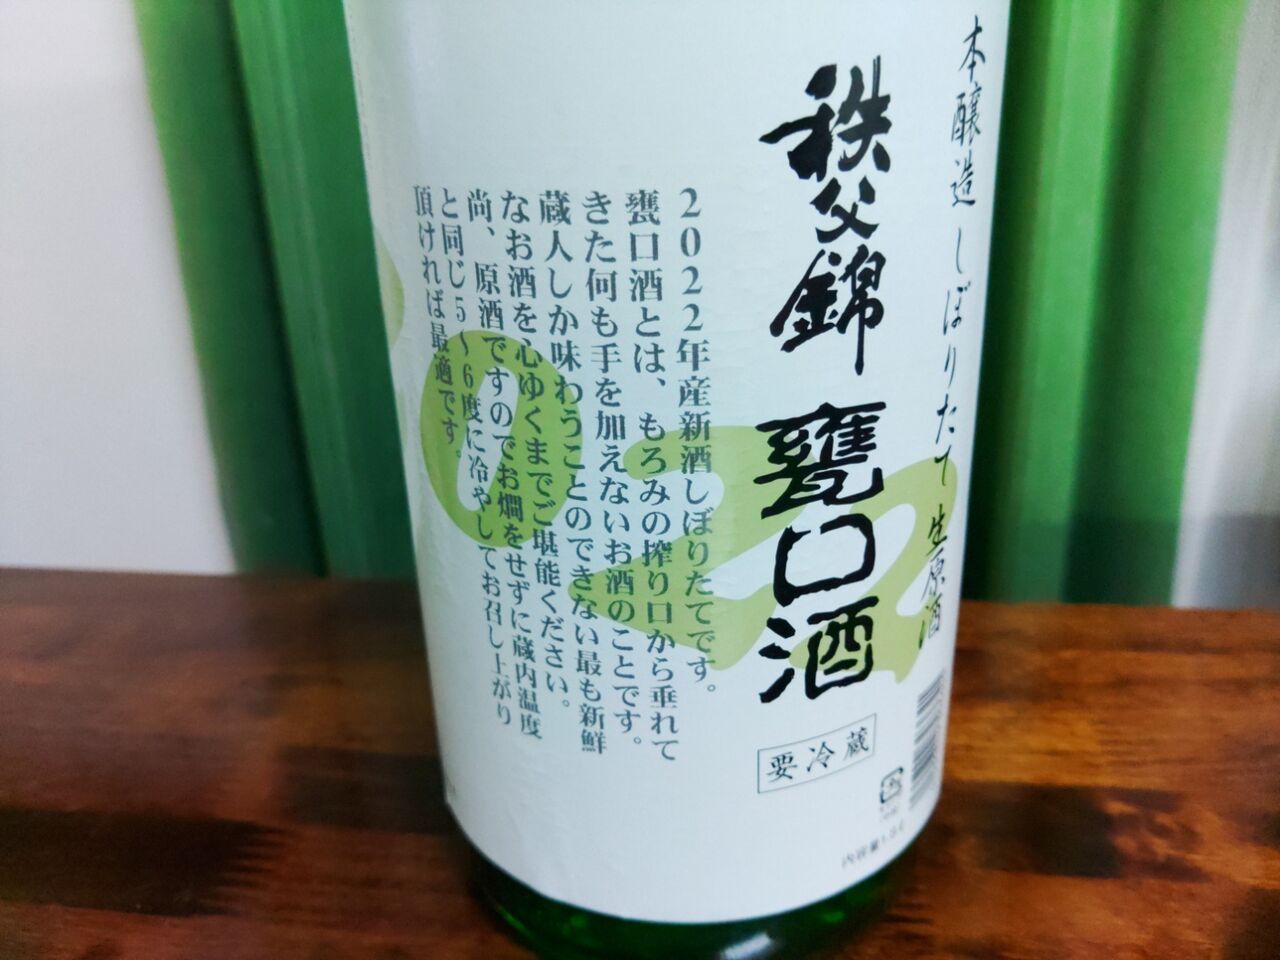 本醸造 しぼりたて 生原酒
秩父錦 甕口酒
要冷蔵
2022年産新酒しぼりたてです。
甕口酒とは、もろみの搾り口から垂れて
きた何も手を加えないお酒のことです。
蔵人しか味わうことのできない最も新鮮
なお酒を心ゆくまでご堪能ください。
尚、原酒ですのでお燗をせずに蔵内温度
と同じ5～6度に冷やしてお召し上がり
頂ければ最適です。
022
内容量1.8ℓ